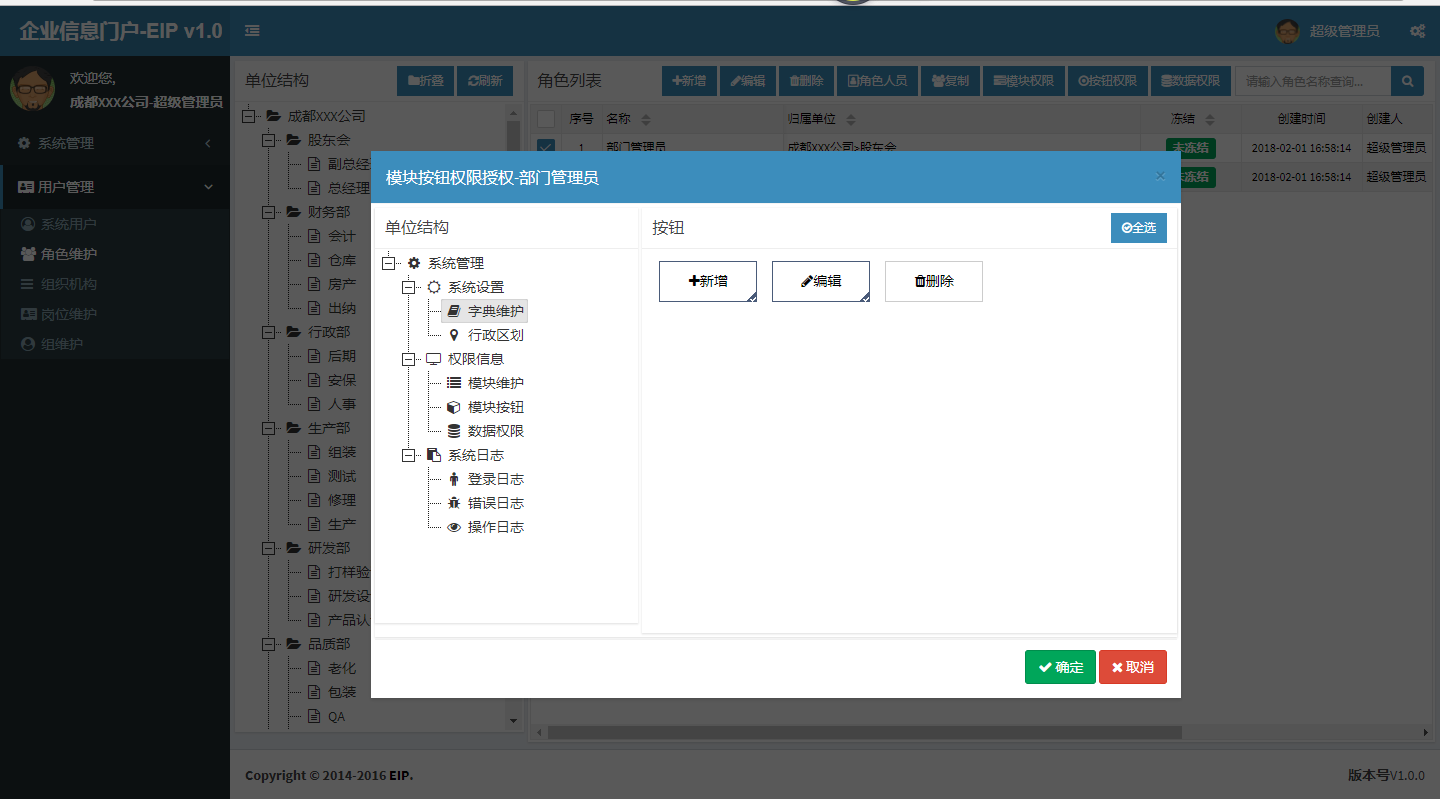 企业信息门户-EIP v1.0
超级管理员
欢迎您,
成都XXX公司-超级管理员
系统管理
用户管理
系统用户
角色维护
组织机构
岗位维护
组维护
单位结构
折叠
刷新
成都XXX公司
股东会
副总经
总经理
财务部
会计
仓库
房产
出纳
行政部
后期
安保
人事
生产部
组装
测试
修理
生产
研发部
打样验
研发设
产品认
品质部
老化
包装
QA
角色列表
新增
编辑
删除
角色人员
复制
模块权限
按钮权限
数据权限
请输入角色名称查询...
序号 名称 归属单位 冻结 创建时间 创建人
1 部门管理员 成都XXX公司>股东会 未冻结 2018-02-01 16:58:14 超级管理员
冻结 2018-02-01 16:58:14 超级管理员
模块按钮权限授权-部门管理员
×
单位结构
系统管理
系统设置
字典维护
行政区划
权限信息
模块维护
模块按钮
数据权限
系统日志
登录日志
错误日志
操作日志
按钮
全选
新增
编辑
删除
确定
取消
Copyright © 2014-2016 EIP.
版本号V1.0.0